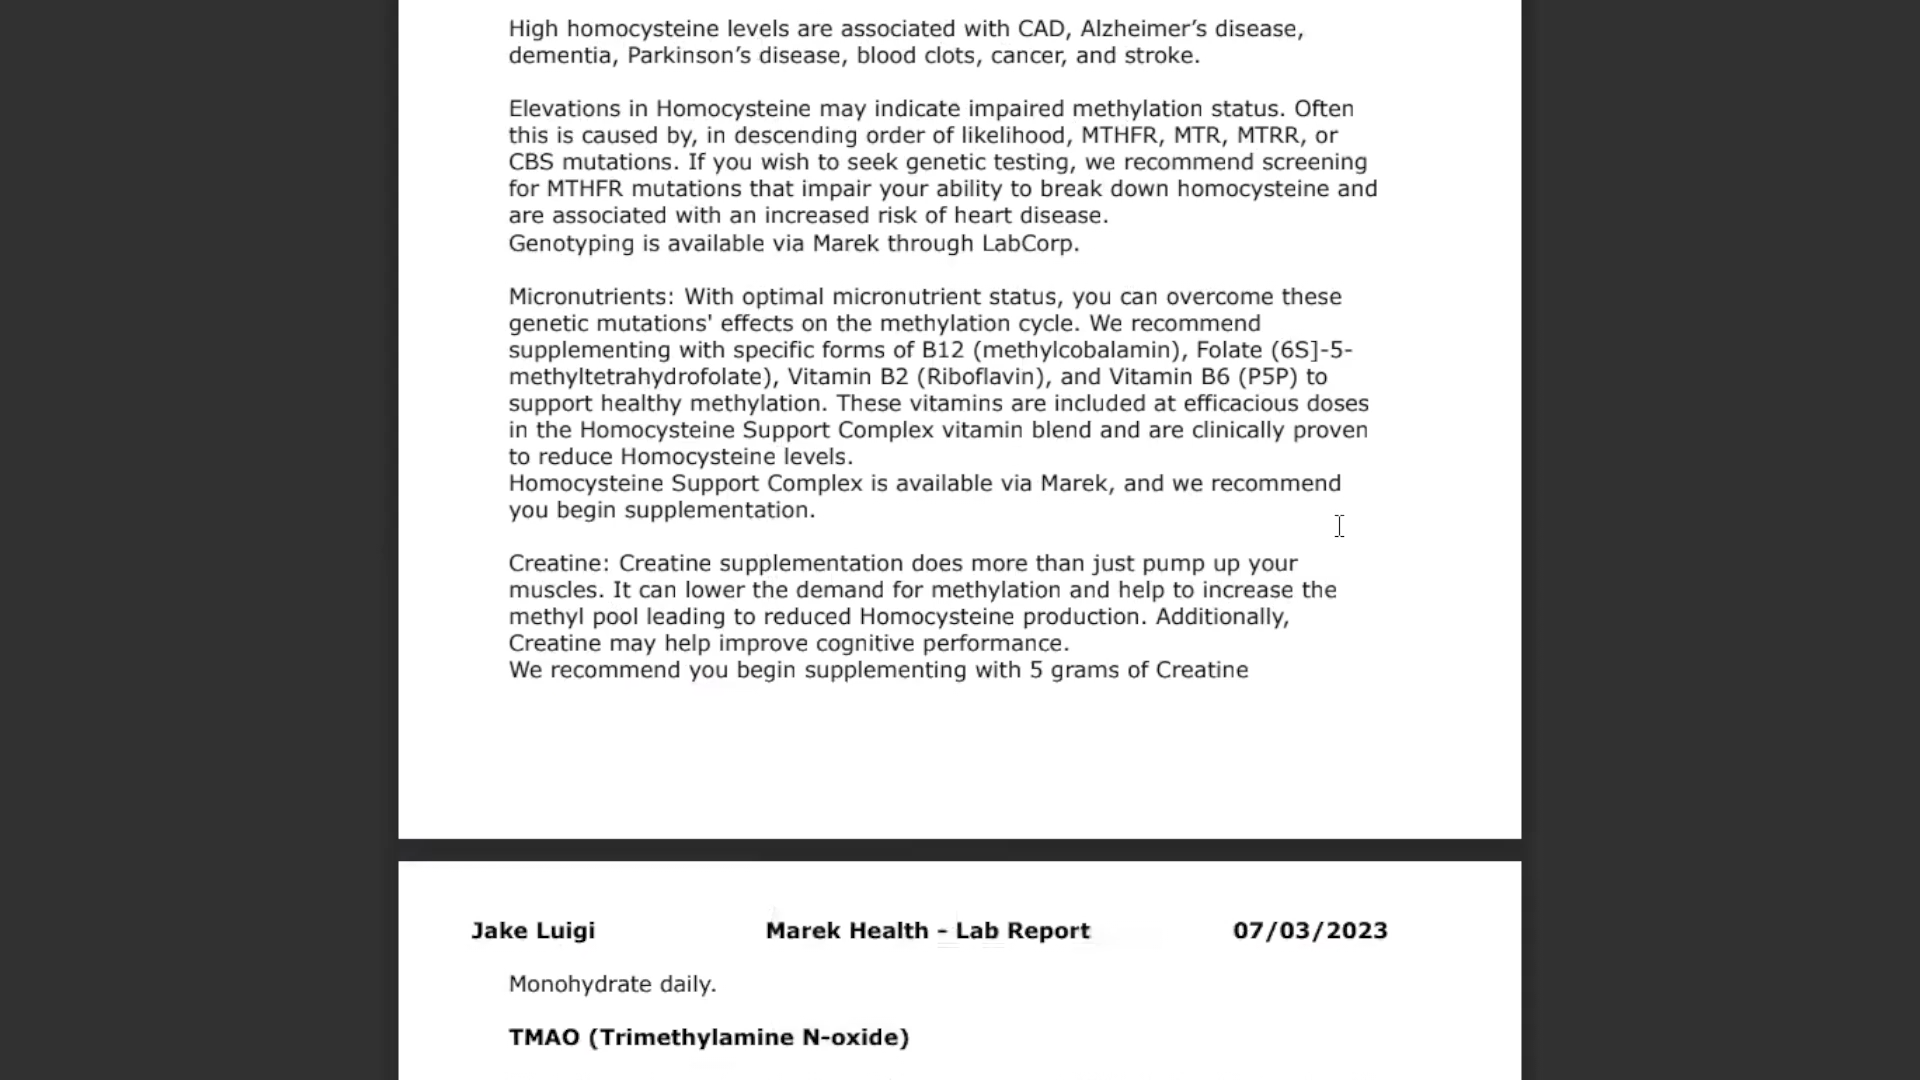 High homocysteine levels are associated with CAD, Alzheimer’s disease,
dementia, Parkinson’s disease, blood clots, cancer, and stroke.
Elevations in Homocysteine may indicate impaired methylation status. Often
this is caused by, in descending order of likelihood, MTHFR, MTR, MTRR, or
CBS mutations. If you wish to seek genetic testing, we recommend screening
for MTHFR mutations that impair your ability to break down homocysteine and
are associated with an increased risk of heart disease.
Genotyping is available via Marek through LabCorp.
Micronutrients: With optimal micronutrient status, you can overcome these
genetic mutations' effects on the methylation cycle. We recommend
supplementing with specific forms of B12 (methylcobalamin), Folate (6S]-5-
methyltetrahydrofolate), Vitamin B2 (Riboflavin), and Vitamin B6 (P5P) to
support healthy methylation. These vitamins are included at efficacious doses
in the Homocysteine Support Complex vitamin blend and are clinically proven
to reduce Homocysteine levels.
Homocysteine Support Complex is available via Marek, and we recommend
you begin supplementation.
Creatine: Creatine supplementation does more than just pump up your
muscles. It can lower the demand for methylation and help to increase the
methyl pool leading to reduced Homocysteine production. Additionally,
Creatine may help improve cognitive performance.
We recommend you begin supplementing with 5 grams of Creatine
Jake Luigi Marek Health - Lab Report 07/03/2023
Monohydrate daily.
TMAO (Trimethylamine N-oxide)